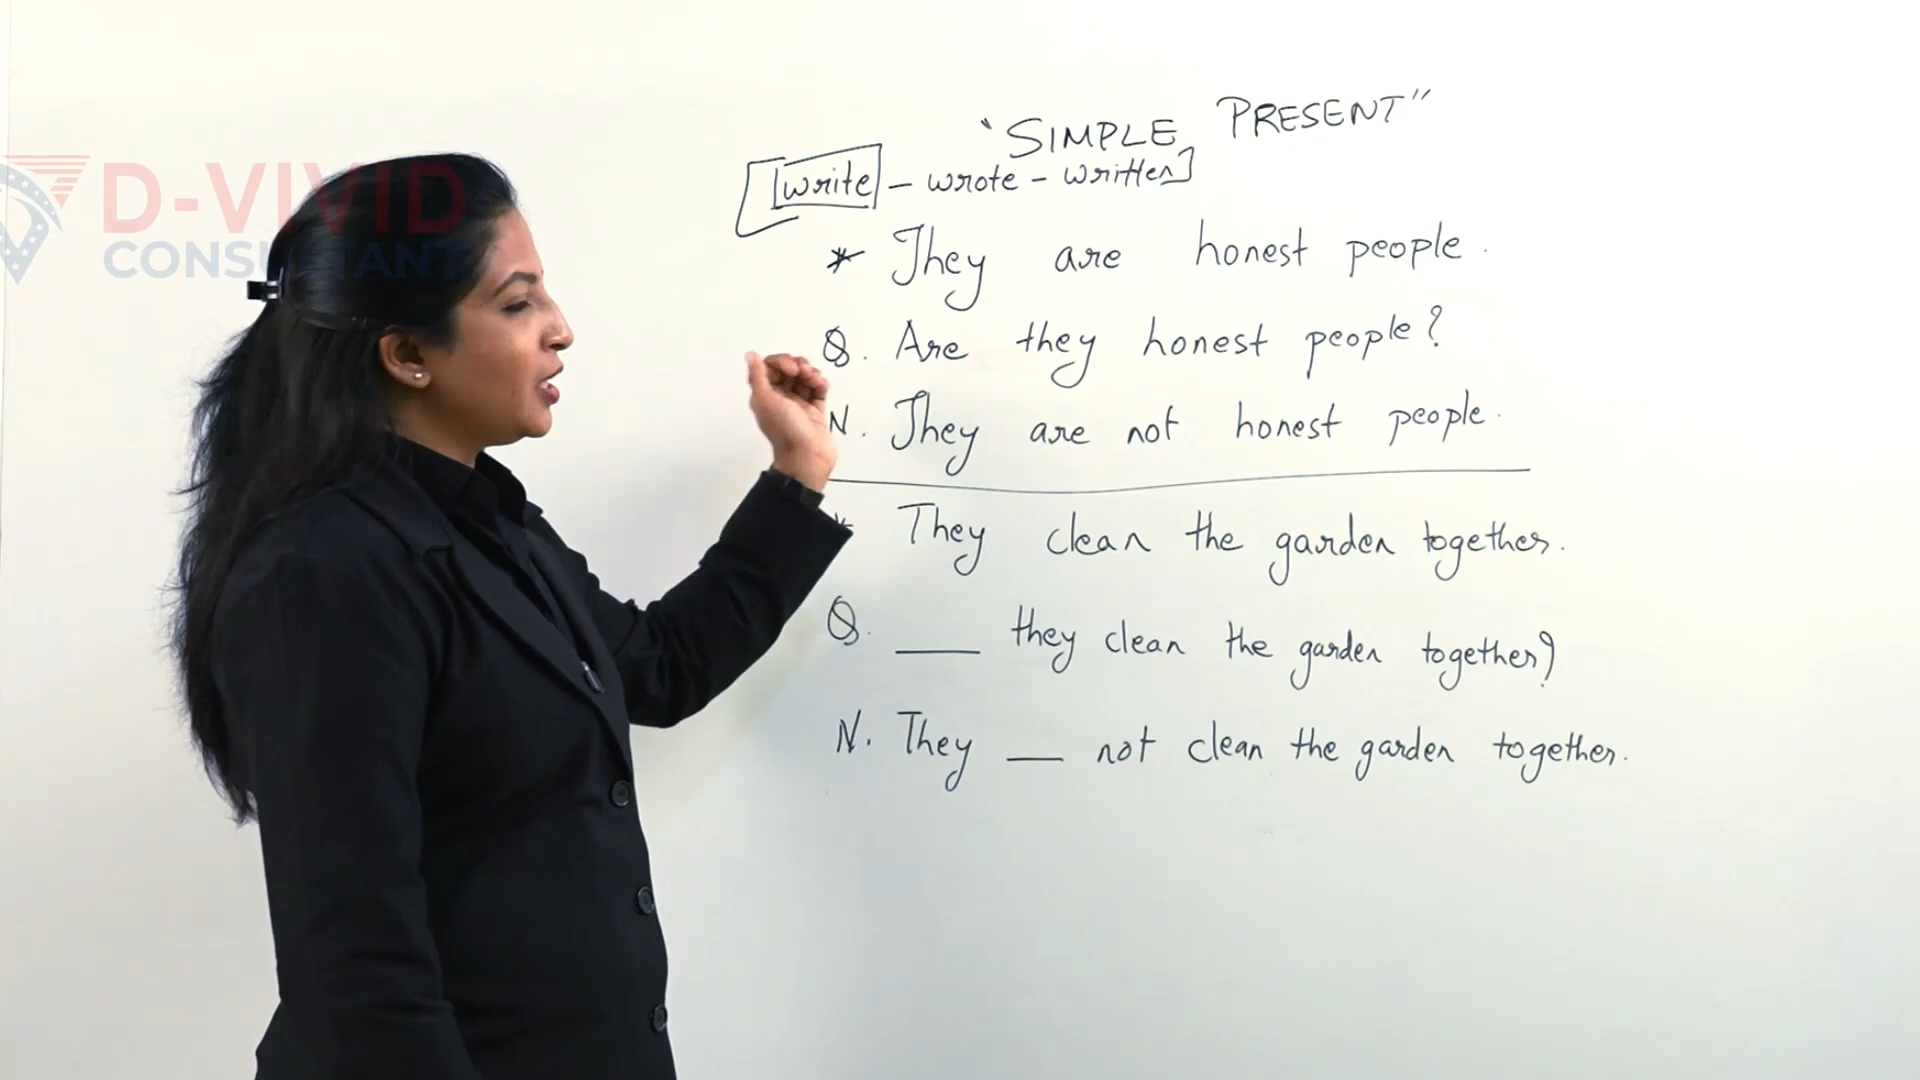 D-VIVID
CONSULTANT
"SIMPLE PRESENT"
[write - wrote - written]
* They are honest people.
Q. Are they honest people?
N. They are not honest people.
* They clean the garden together.
Q. ___ they clean the garden together?
N. They __ not clean the garden together.